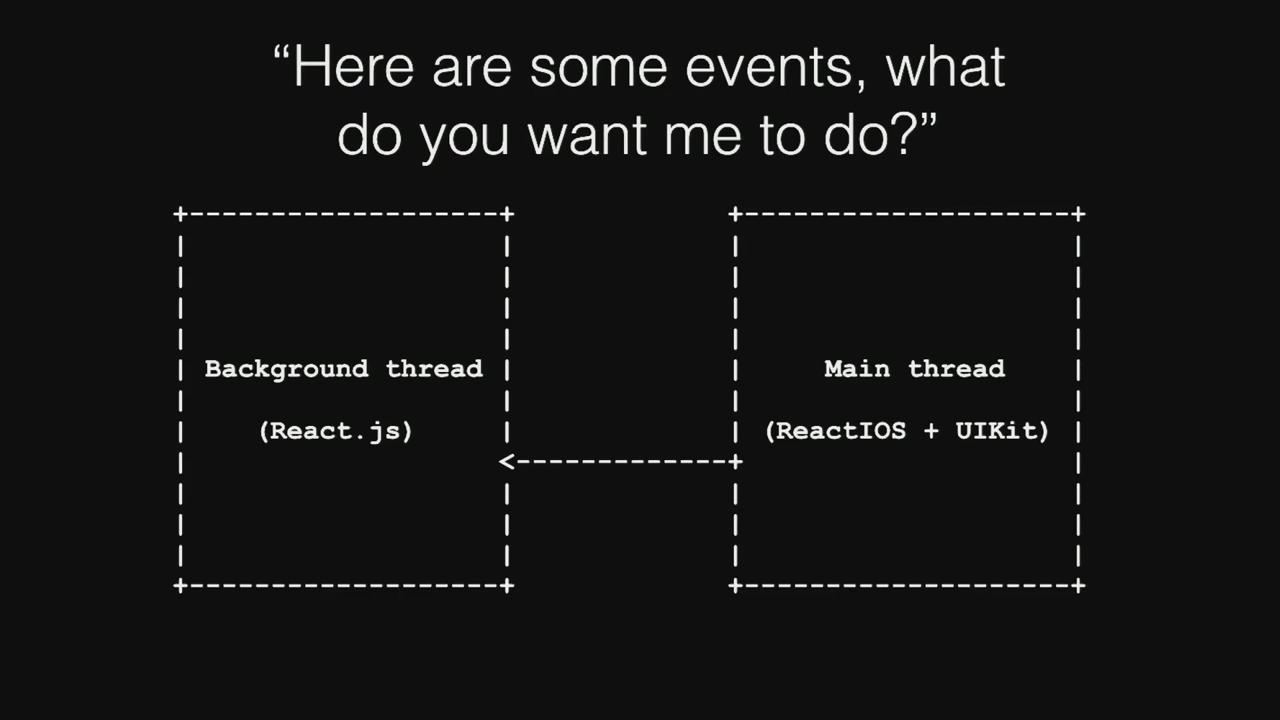 “Here are some events, what
do you want me to do?”
Background thread
(React.js)
Main thread
(ReactIOS + UIKit)